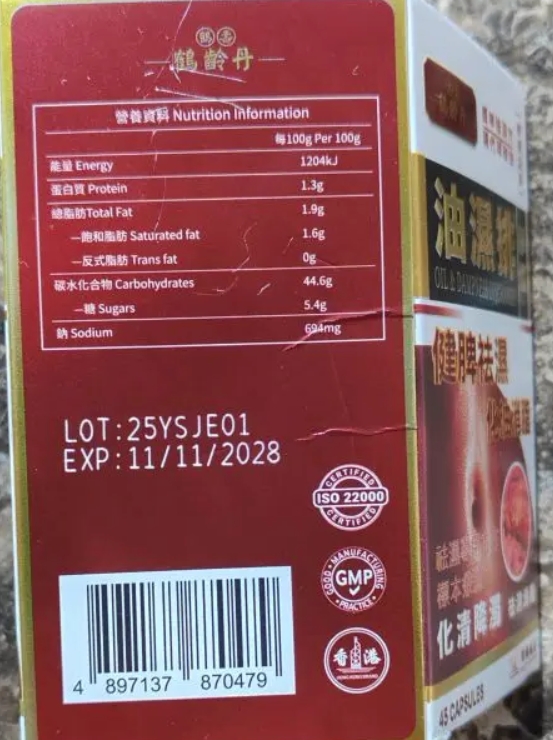 鶴壽
鶴齡丹
營養資料 Nutrition Information
每100g Per 100g
能量 Energy 1204kJ
蛋白質 Protein 1.3g
總脂肪Total Fat 1.9g
—飽和脂肪 Saturated fat 1.6g
—反式脂肪 Trans fat 0g
碳水化合物 Carbohydrates 44.6g
—糖 Sugars 5.4g
鈉 Sodium 694mg
LOT:25YSJE01
EXP:11/11/2028
CERTIFIED
ISO 22000
CERTIFIED
GOOD MANUFACTURING
GMP
PRACTICE
香港
4 897137 870479
油濕
OIL & DAMPNESS
健脾祛濕
化清降濁
45 CAPSULES